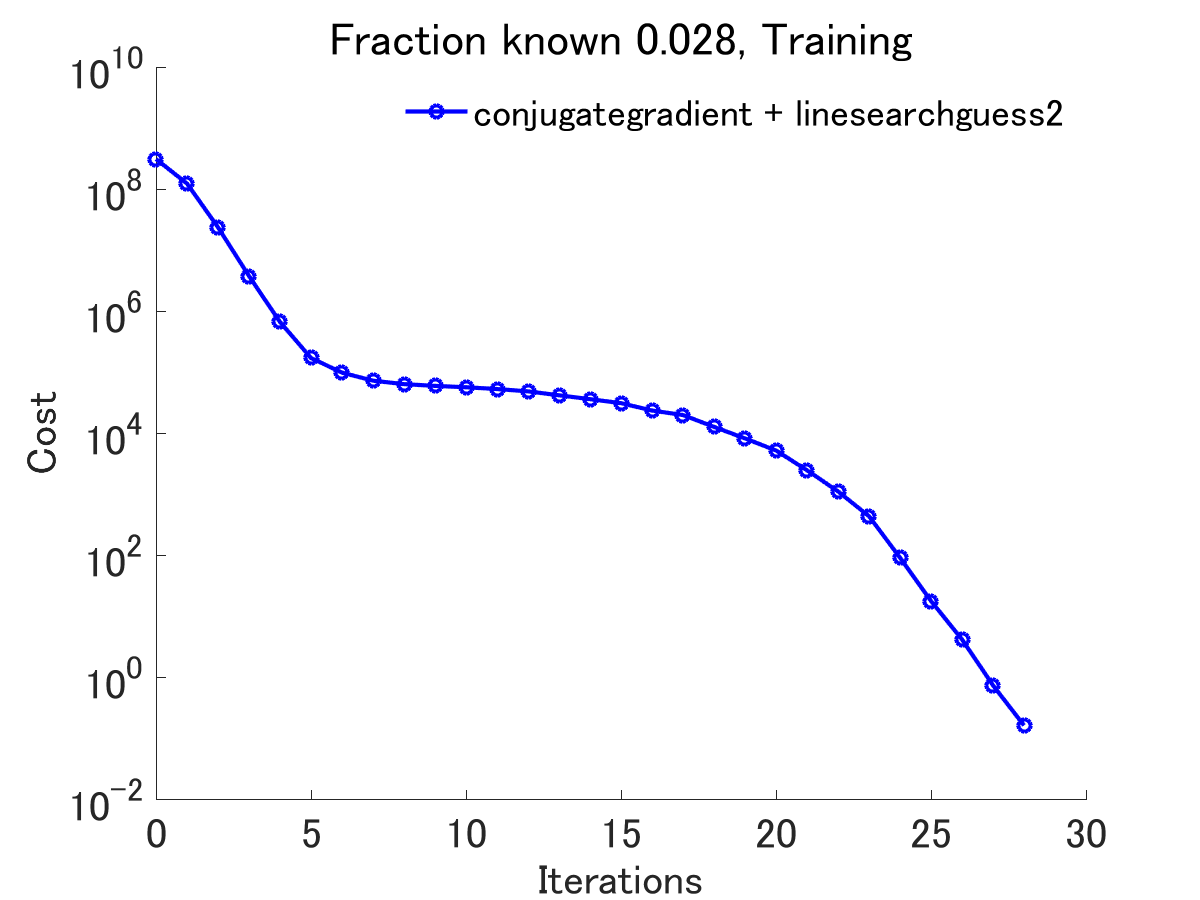 Fraction known 0.028, Training
conjugategradient + linesearchguess2
10^10
10^8
10^6
10^4
10^2
10^0
10^-2
Cost
0 5 10 15 20 25 30
Iterations